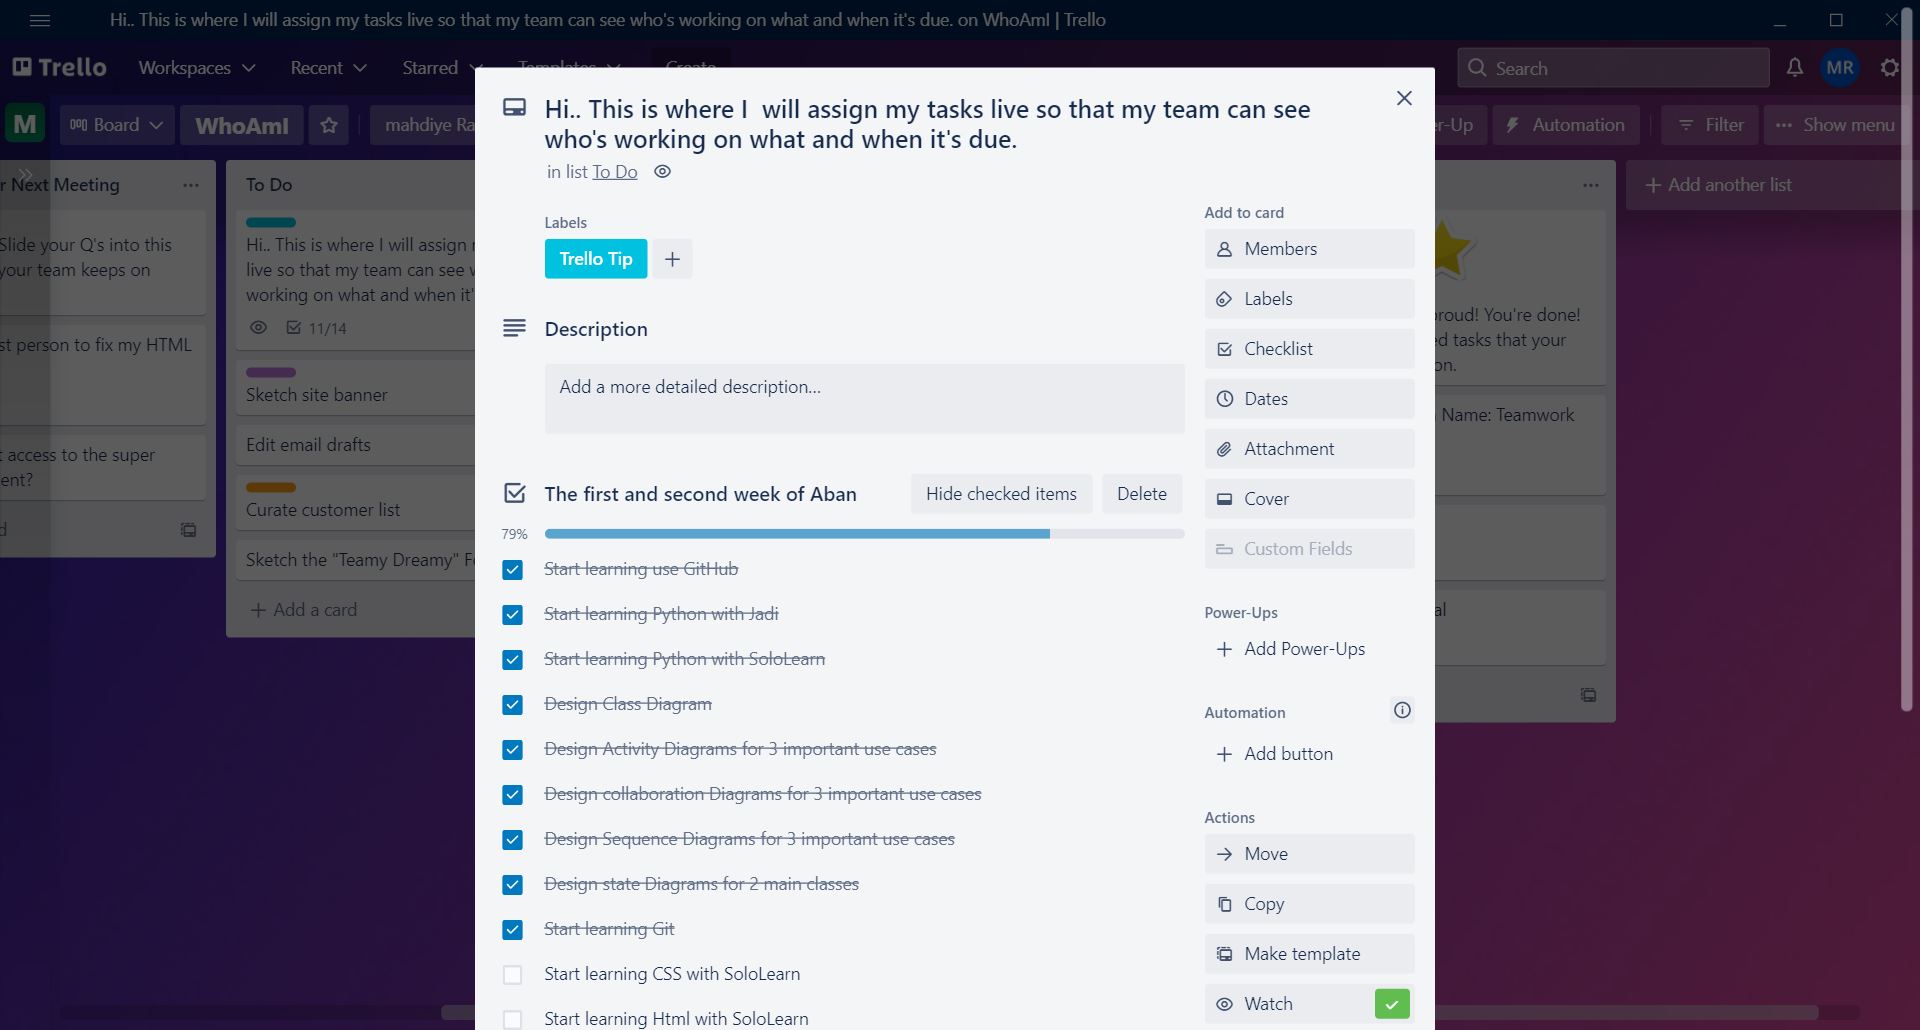 Hi.. This is where I will assign my tasks live so that my team can see who's working on what and when it's due. on WhoAmI | Trello
Trello
Workspaces
Recent
Starred
Search
MR
M
Board
WhoAmI
mahdiye Ra
r-Up
Automation
Filter
Show menu
r Next Meeting
Slide your Q's into this
your team keeps on
st person to fix my HTML
access to the super
ent?
To Do
Hi.. This is where I will assign
live so that my team can see
working on what and when it'
11/14
Sketch site banner
Edit email drafts
Curate customer list
Sketch the "Teamy Dreamy" F
Add a card
Hi.. This is where I  will assign my tasks live so that my team can see
who's working on what and when it's due.
in list To Do
Labels
Trello Tip
Description
Add a more detailed description...
The first and second week of Aban
Hide checked items
Delete
79%
Start learning use GitHub
Start learning Python with Jadi
Start learning Python with SoloLearn
Design Class Diagram
Design Activity Diagrams for 3 important use cases
Design collaboration Diagrams for 3 important use cases
Design Sequence Diagrams for 3 important use cases
Design state Diagrams for 2 main classes
Start learning Git
Start learning CSS with SoloLearn
Start learning Html with SoloLearn
Add to card
Members
Labels
Checklist
Dates
Attachment
Cover
Custom Fields
Power-Ups
Add Power-Ups
Automation
Add button
Actions
Move
Copy
Make template
Watch
proud! You're done!
ed tasks that your
on.
Name: Teamwork
al
Add another list